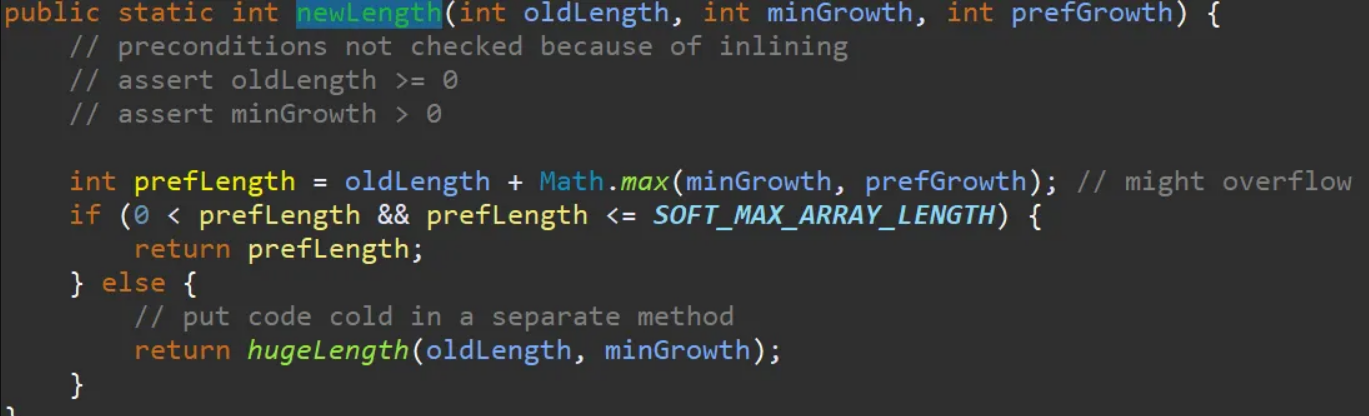 public static int newLength(int oldLength, int minGrowth, int prefGrowth) {
    // preconditions not checked because of inlining
    // assert oldLength >= 0
    // assert minGrowth > 0

    int prefLength = oldLength + Math.max(minGrowth, prefGrowth); // might overflow
    if (0 < prefLength && prefLength <= SOFT_MAX_ARRAY_LENGTH) {
        return prefLength;
    } else {
        // put code cold in a separate method
        return hugeLength(oldLength, minGrowth);
    }
}